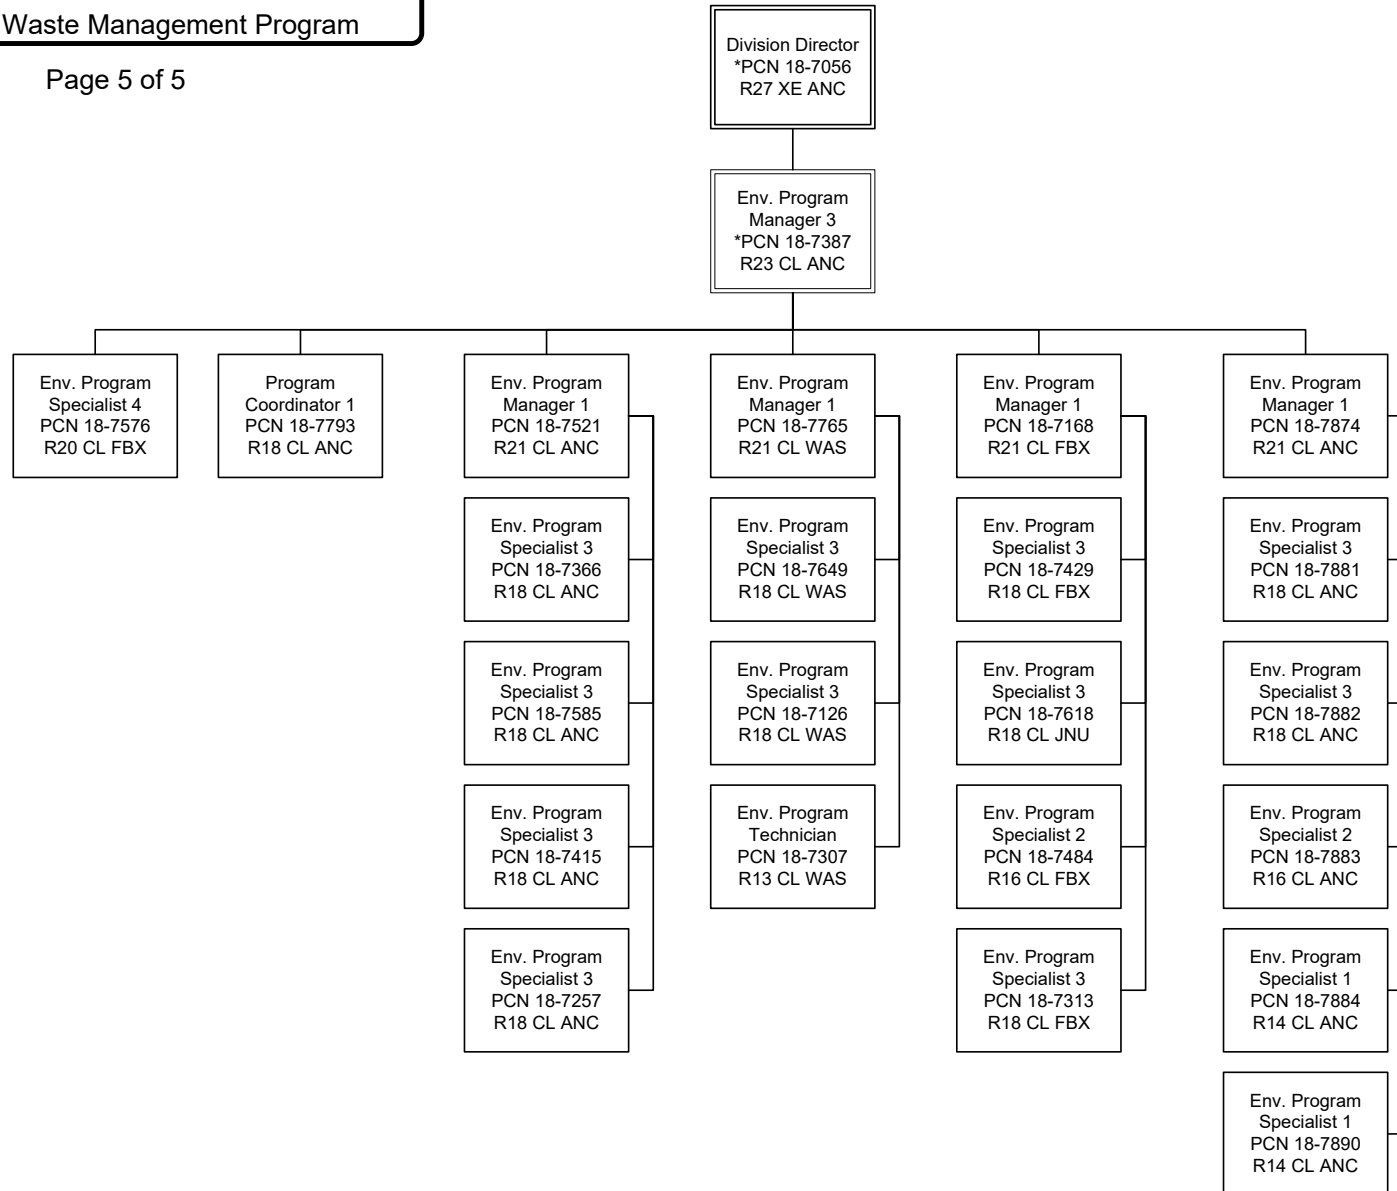 Waste Management Program
Page 5 of 5
Division Director
*PCN 18-7056
R27 XE ANC
Env. Program
Manager 3
*PCN 18-7387
R23 CL ANC
Env. Program
Specialist 4
PCN 18-7576
R20 CL FBX
Program
Coordinator 1
PCN 18-7793
R18 CL ANC
Env. Program
Manager 1
PCN 18-7521
R21 CL ANC
Env. Program
Specialist 3
PCN 18-7366
R18 CL ANC
Env. Program
Specialist 3
PCN 18-7585
R18 CL ANC
Env. Program
Specialist 3
PCN 18-7415
R18 CL ANC
Env. Program
Specialist 3
PCN 18-7257
R18 CL ANC
Env. Program
Manager 1
PCN 18-7765
R21 CL WAS
Env. Program
Specialist 3
PCN 18-7649
R18 CL WAS
Env. Program
Specialist 3
PCN 18-7126
R18 CL WAS
Env. Program
Technician
PCN 18-7307
R13 CL WAS
Env. Program
Manager 1
PCN 18-7168
R21 CL FBX
Env. Program
Specialist 3
PCN 18-7429
R18 CL FBX
Env. Program
Specialist 3
PCN 18-7618
R18 CL JNU
Env. Program
Specialist 2
PCN 18-7484
R16 CL FBX
Env. Program
Specialist 3
PCN 18-7313
R18 CL FBX
Env. Program
Manager 1
PCN 18-7874
R21 CL ANC
Env. Program
Specialist 3
PCN 18-7881
R18 CL ANC
Env. Program
Specialist 3
PCN 18-7882
R18 CL ANC
Env. Program
Specialist 2
PCN 18-7883
R16 CL ANC
Env. Program
Specialist 1
PCN 18-7884
R14 CL ANC
Env. Program
Specialist 1
PCN 18-7890
R14 CL ANC